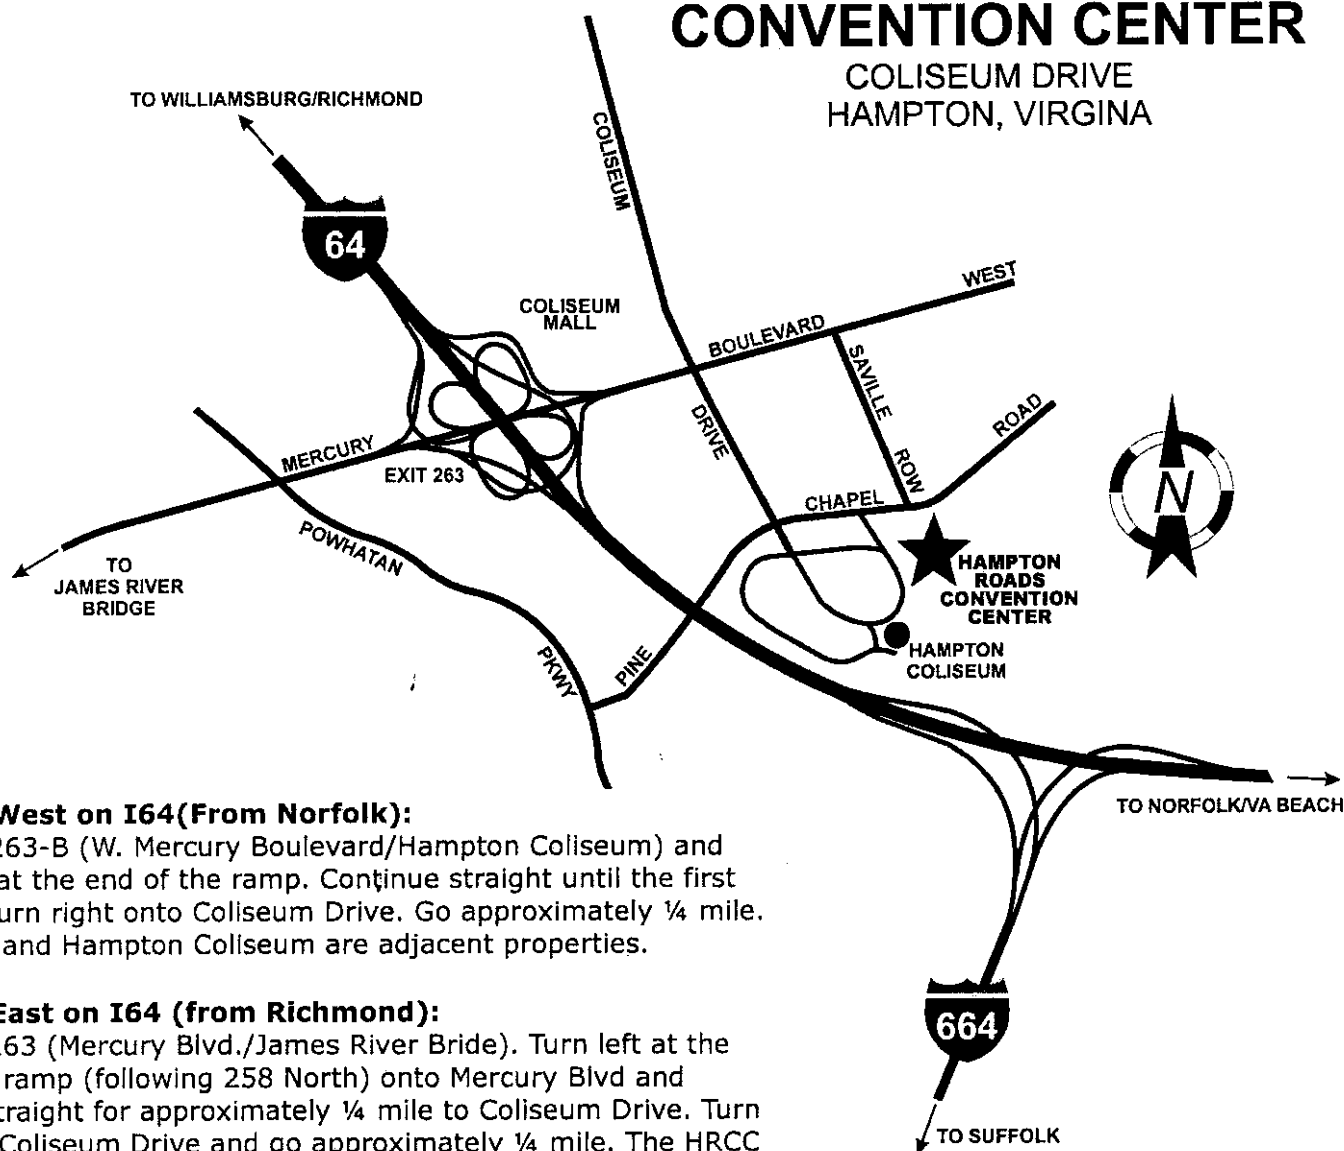 CONVENTION CENTER
COLISEUM DRIVE
HAMPTON, VIRGINA
TO WILLIAMSBURG/RICHMOND
64
COLISEUM
COLISEUM
MALL
WEST
BOULEVARD
SAVILLE
DRIVE
ROAD
ROW
MERCURY
EXIT 263
CHAPEL
N
POWHATAN
TO
JAMES RIVER
BRIDGE
HAMPTON
ROADS
CONVENTION
CENTER
HAMPTON
COLISEUM
PINE
PKWY
TO NORFOLK/VA BEACH
West on I64(From Norfolk):
263-B (W. Mercury Boulevard/Hampton Coliseum) and
at the end of the ramp. Continue straight until the first
urn right onto Coliseum Drive. Go approximately ¼ mile.
and Hampton Coliseum are adjacent properties.
East on I64 (from Richmond):
263 (Mercury Blvd./James River Bride). Turn left at the
ramp (following 258 North) onto Mercury Blvd and
traight for approximately ¼ mile to Coliseum Drive. Turn
Coliseum Drive and go approximately ¼ mile. The HRCC
664
TO SUFFOLK